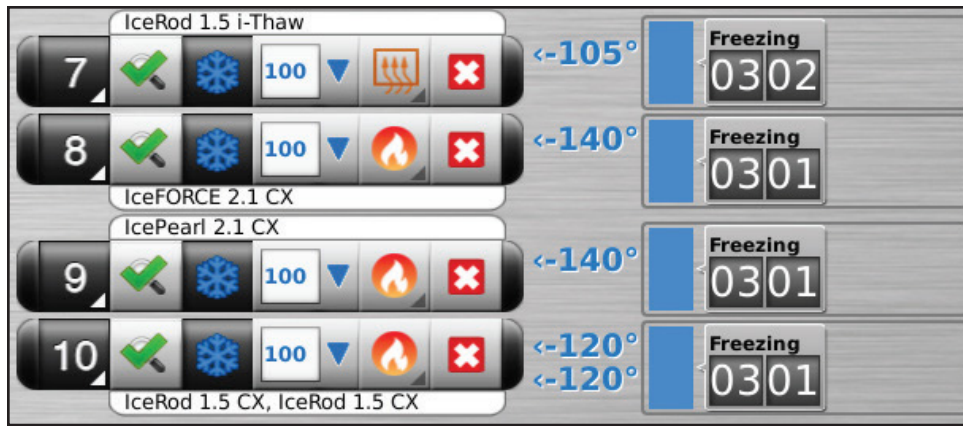 IceRod 1.5 i-Thaw
7 100 <-105° Freezing
03 02
8 100 <-140° Freezing
03 01
IceFORCE 2.1 CX
IcePearl 2.1 CX
9 100 <-140° Freezing
03 01
10 100 <-120° Freezing
<-120° 03 01
IceRod 1.5 CX, IceRod 1.5 CX